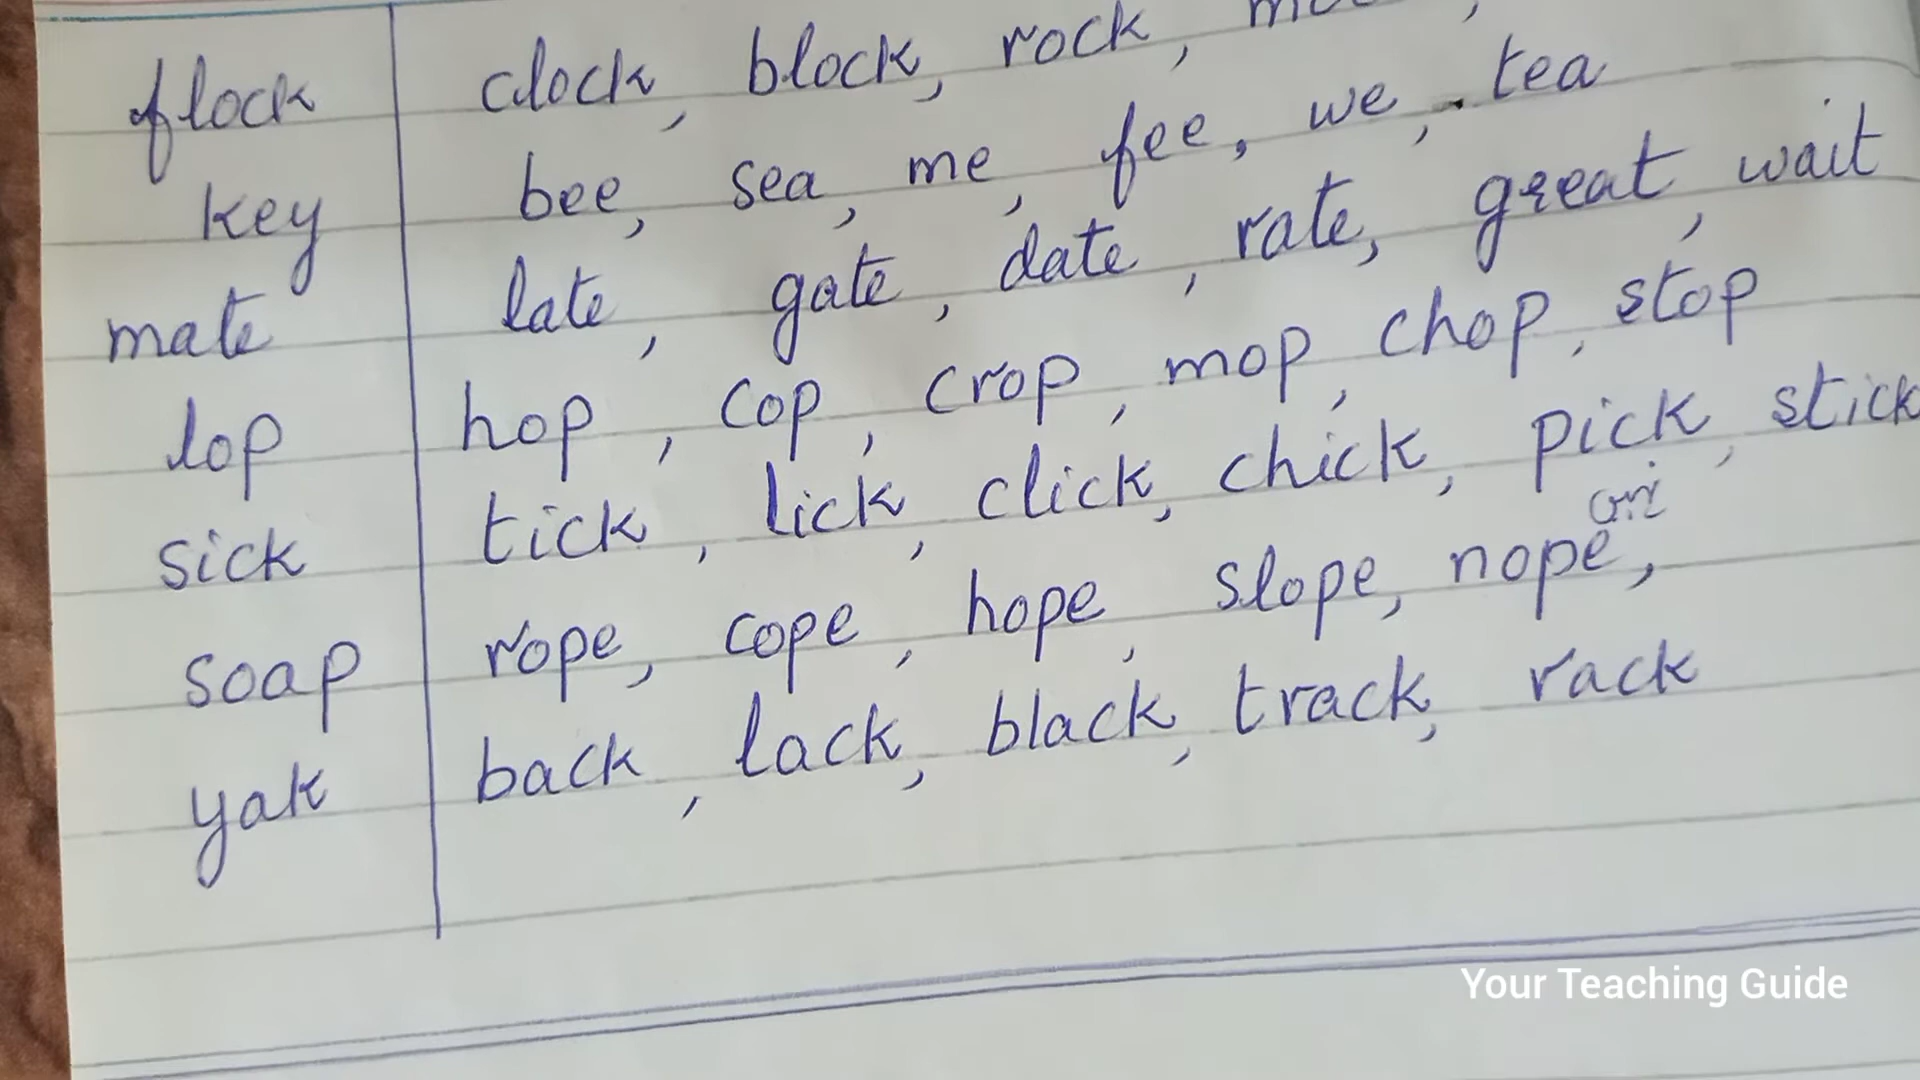 flock clock, block, rock,
key bee, sea, me, fee, we, tea
mate late, gate, date, rate, great, wait
lop hop, cop, crop, mop, chop, stop
sick tick, lick, click, chick, pick, stick
soap rope, cope, hope, slope, nope,
yak back, lack, black, track, rack
Your Teaching Guide